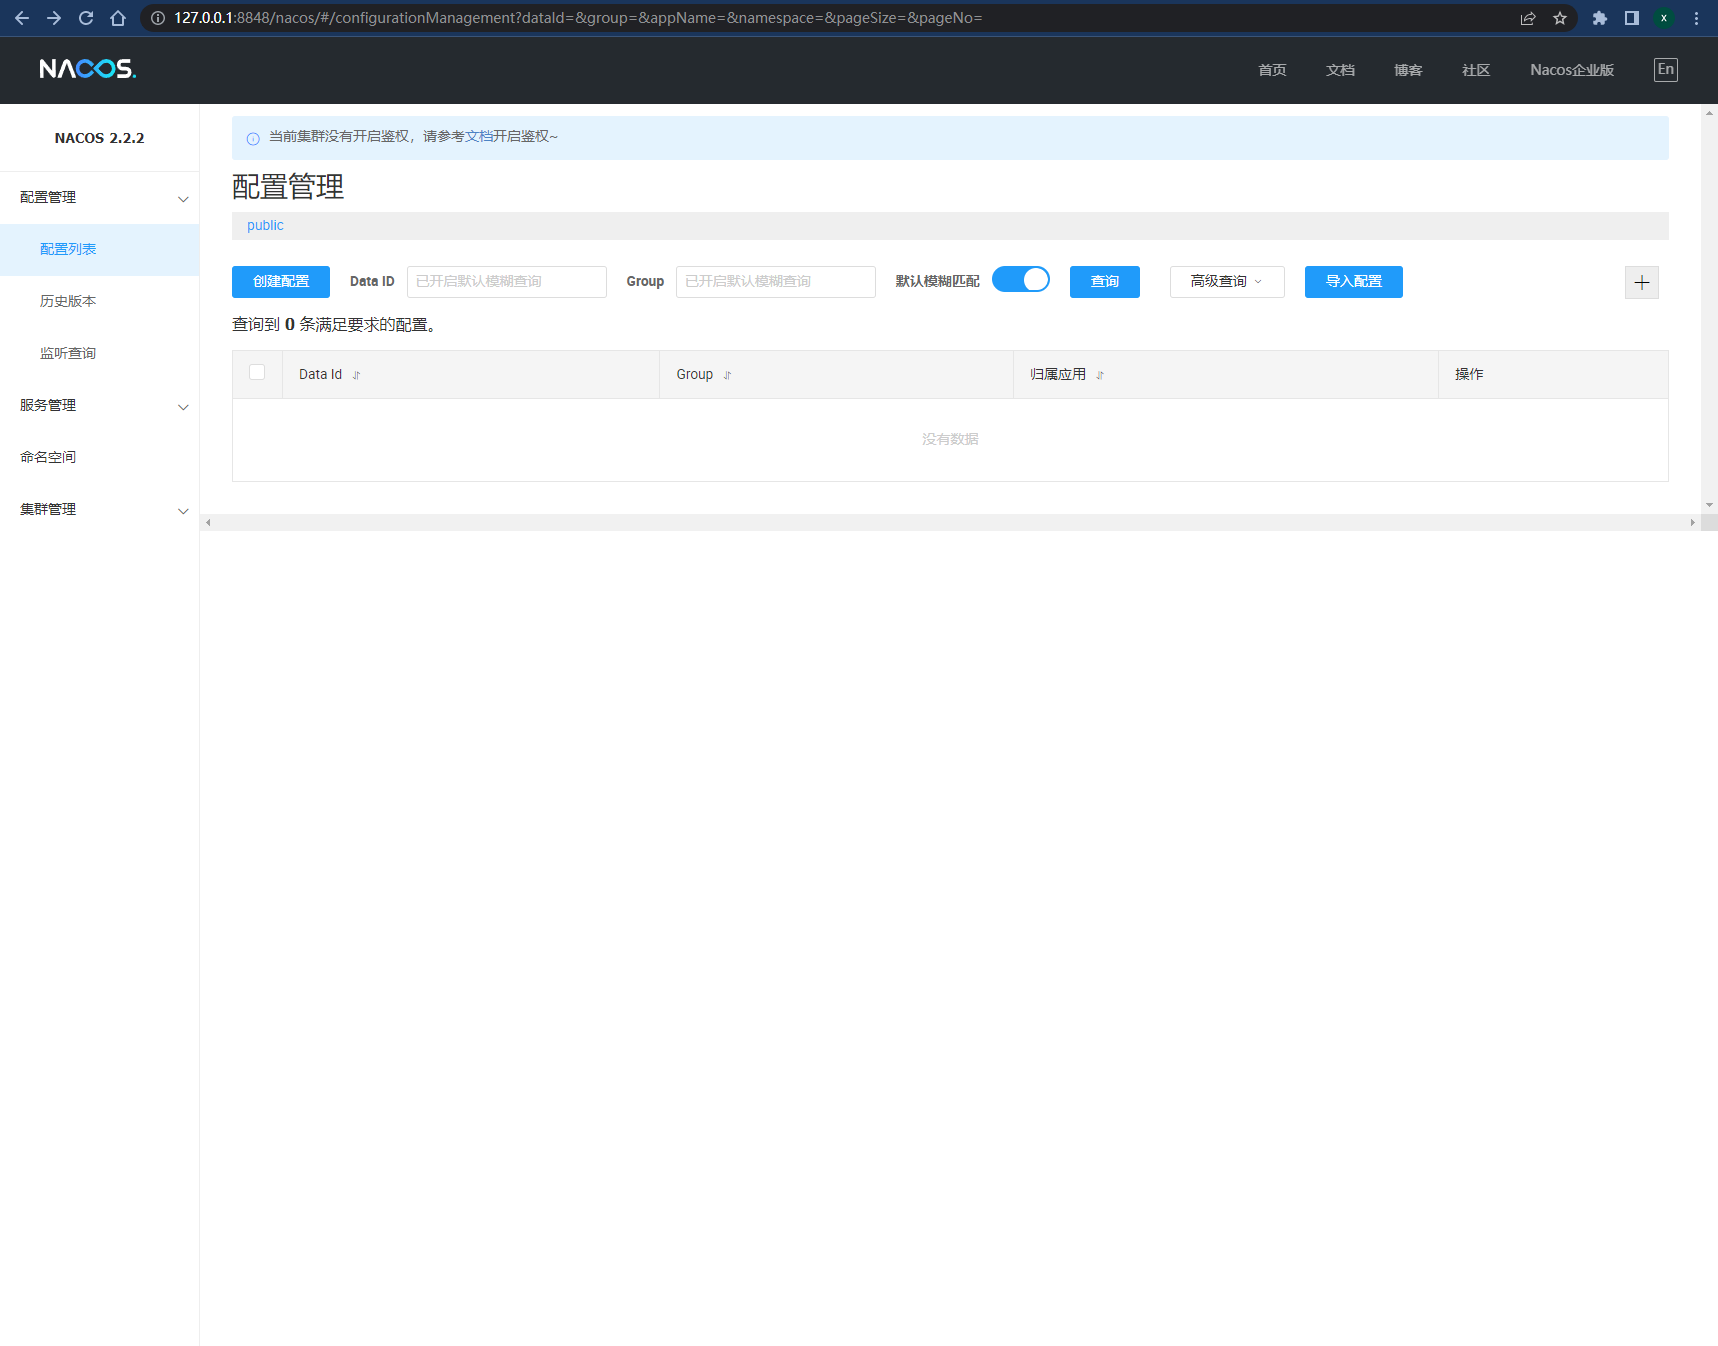 127.0.0.1:8848/nacos/#/configurationManagement?dataId=&group=&appName=&namespace=&pageSize=&pageNo=
X
NACOS.
首页
文档
博客
社区
Nacos企业版
En
NACOS 2.2.2
配置管理
配置列表
历史版本
监听查询
服务管理
命名空间
集群管理
当前集群没有开启鉴权，请参考文档开启鉴权~
配置管理
public
创建配置
Data ID
已开启默认模糊查询
Group
已开启默认模糊查询
默认模糊匹配
查询
高级查询
导入配置
查询到 0 条满足要求的配置。
Data Id
Group
归属应用
操作
没有数据